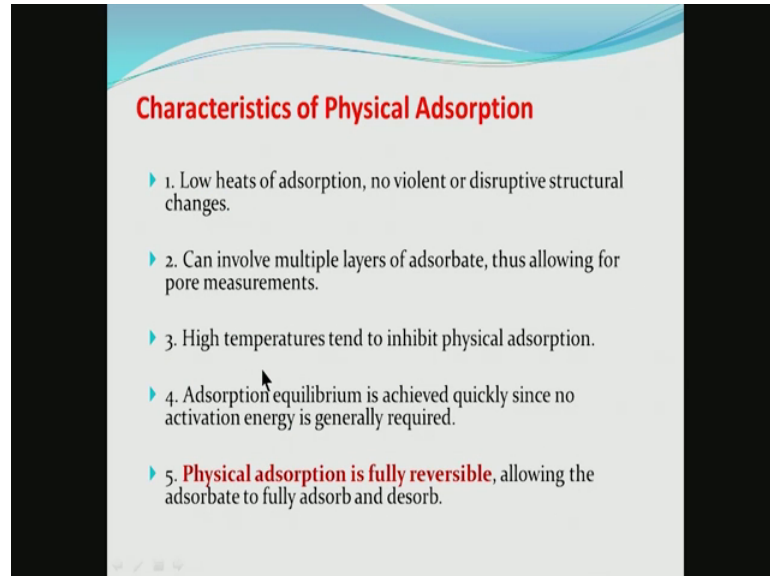 Characteristics of Physical Adsorption
1. Low heats of adsorption, no violent or disruptive structural
changes.
2. Can involve multiple layers of adsorbate, thus allowing for
pore measurements.
3. High temperatures tend to inhibit physical adsorption.
4. Adsorption equilibrium is achieved quickly since no
activation energy is generally required.
5. Physical adsorption is fully reversible, allowing the
adsorbate to fully adsorb and desorb.